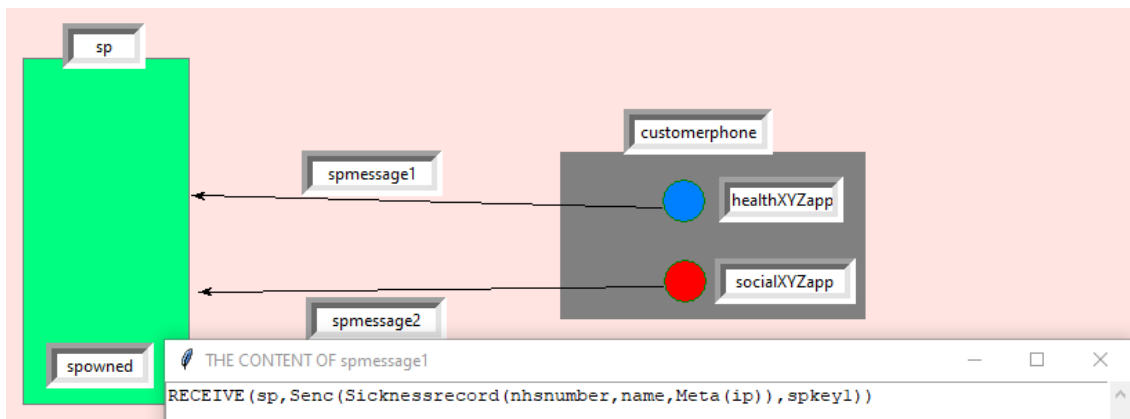 sp
customerphone
spmessage1
healthXYZapp
socialXYZapp
spmessage2
spowned
THE CONTENT OF spmessage1
RECEIVE(sp,Senc(Sicknessrecord(nhsnumber,name,Meta(ip)),spkey1))